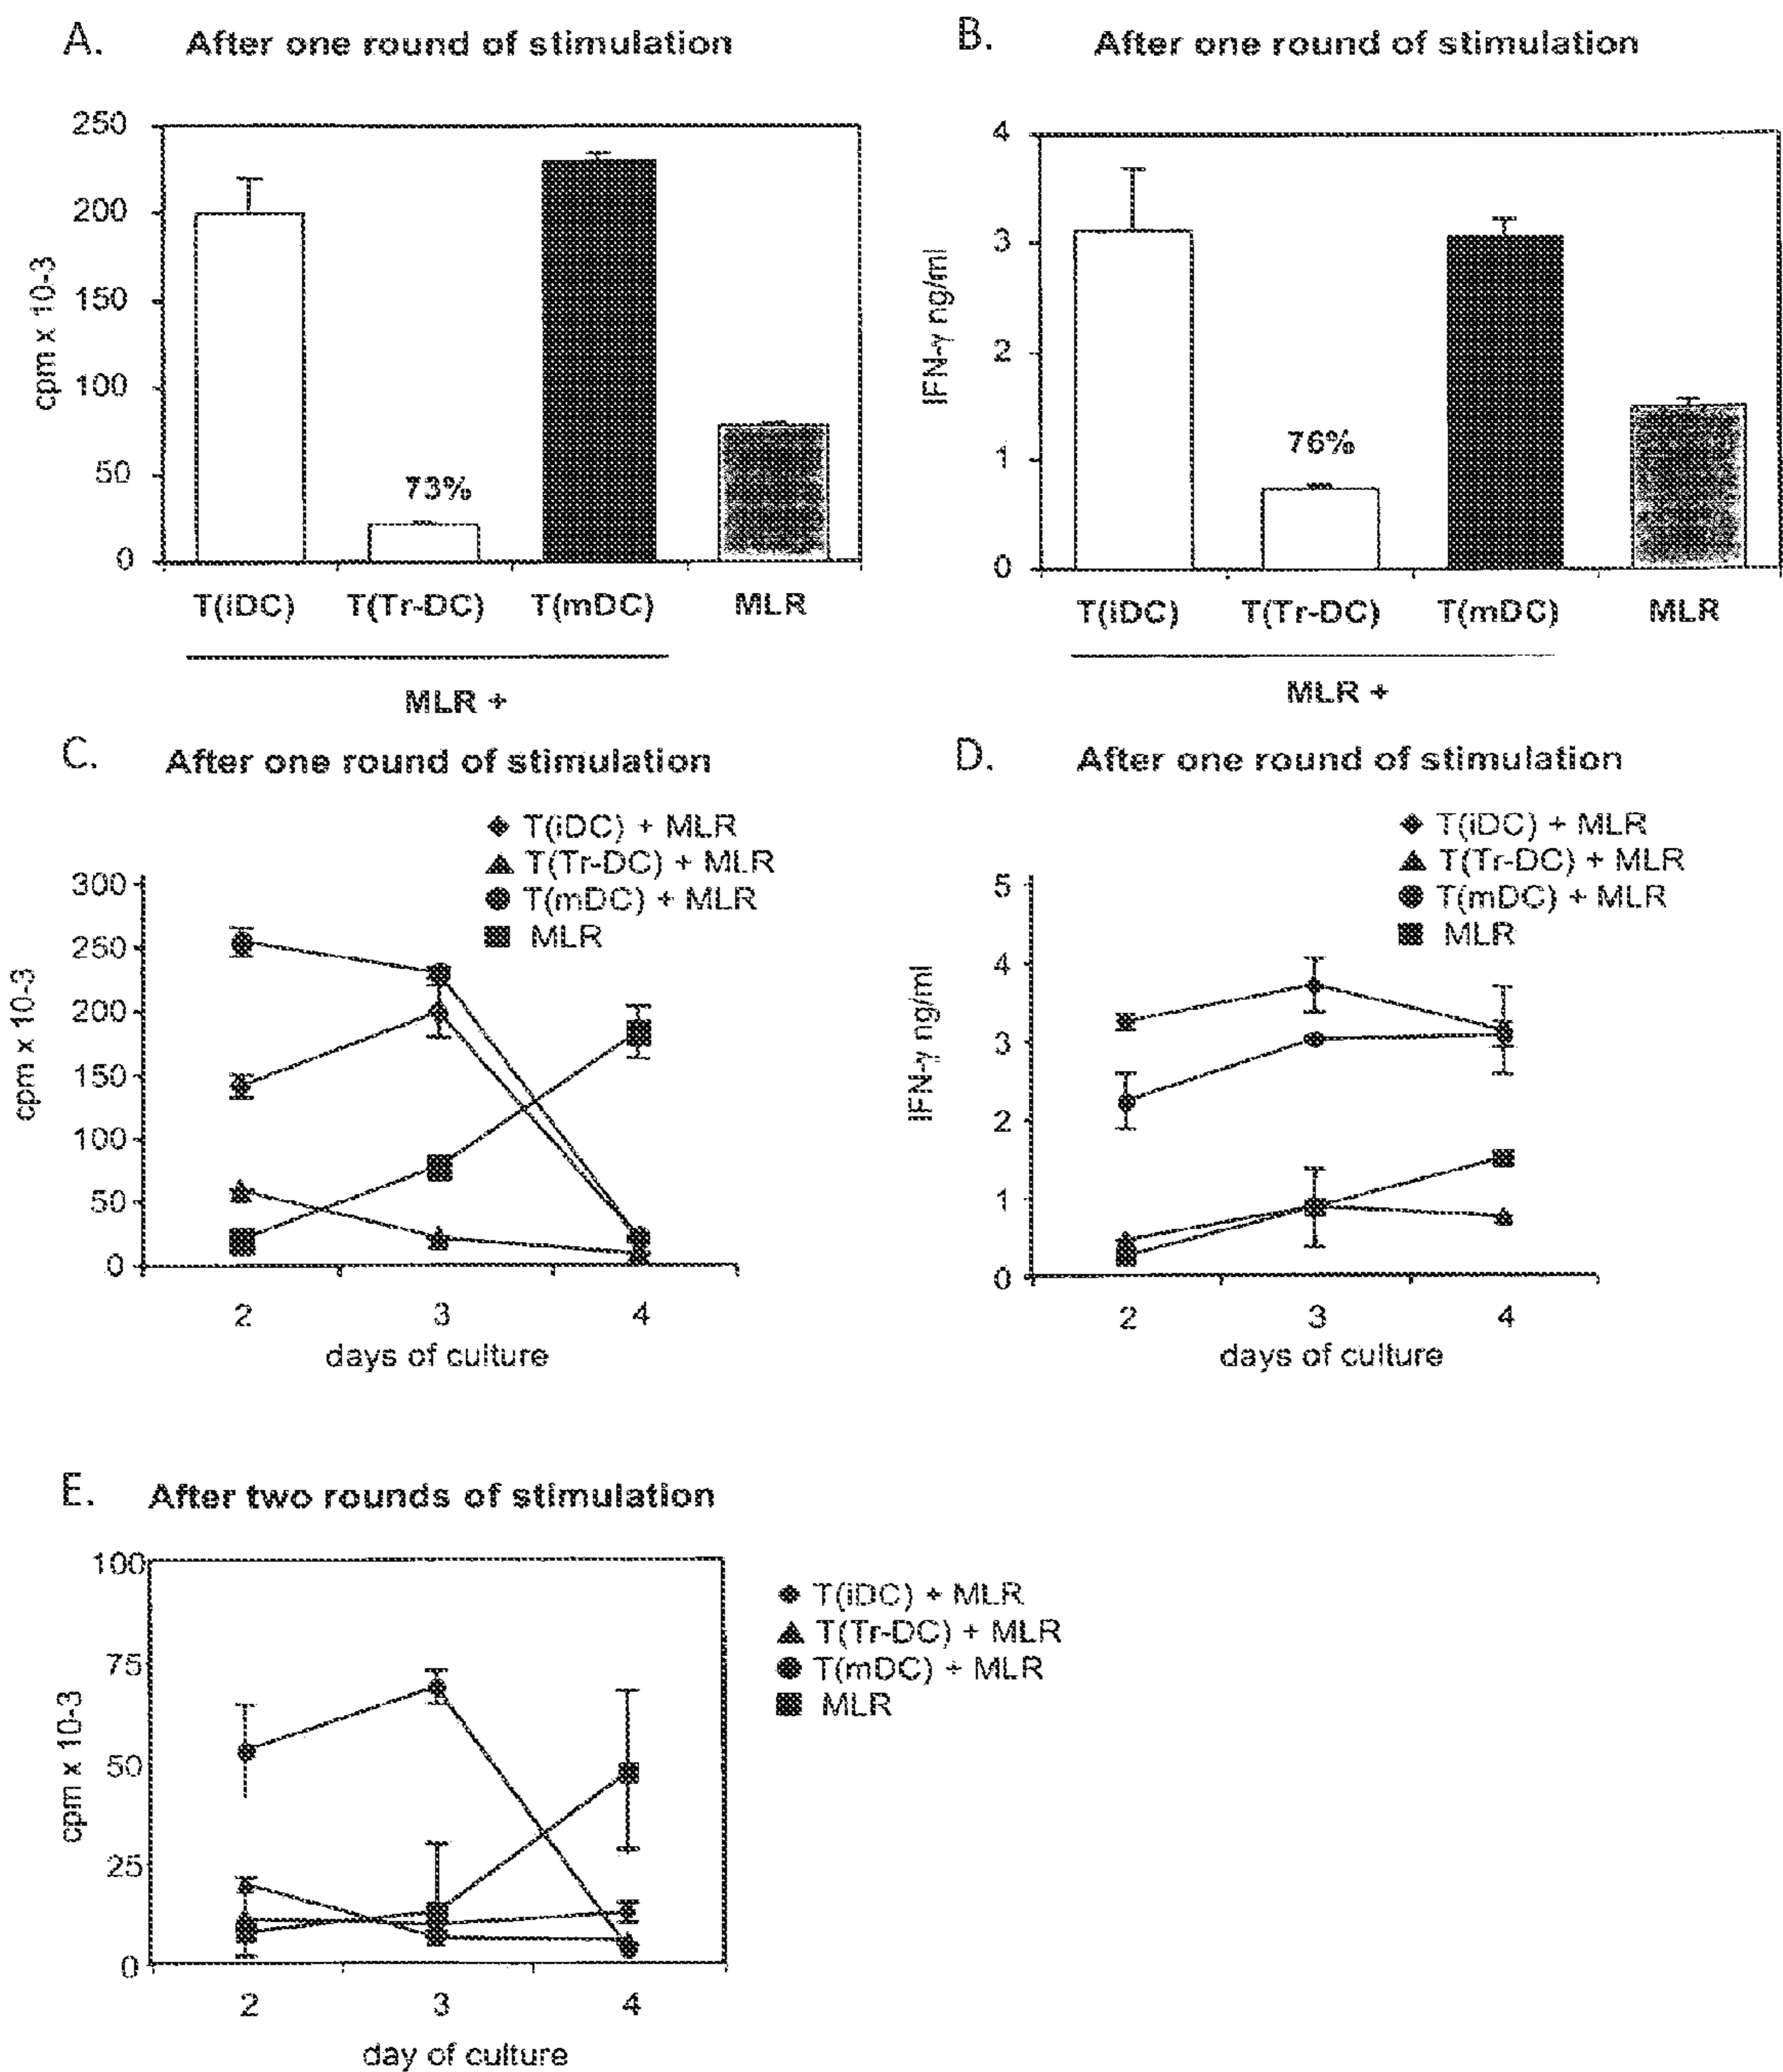 A. After one round of stimulation
250
200
150
100
50
0
cpm x 10-3
73%
T(iDC) T(Tr-DC) T(mDC) MLR
MLR +
B. After one round of stimulation
4
3
2
1
0
IFN-γ ng/ml
76%
T(iDC) T(Tr-DC) T(mDC) MLR
MLR +
C. After one round of stimulation
T(iDC) + MLR
T(Tr-DC) + MLR
T(mDC) + MLR
MLR
300
250
200
150
100
50
0
cpm x 10-3
2 3 4
days of culture
D. After one round of stimulation
T(iDC) + MLR
T(Tr-DC) + MLR
T(mDC) + MLR
MLR
5
4
3
2
1
0
IFN-γ ng/ml
2 3 4
days of culture
E. After two rounds of stimulation
100
75
50
25
0
cpm x 10-3
T(iDC) + MLR
T(Tr-DC) + MLR
T(mDC) + MLR
MLR
2 3 4
day of culture